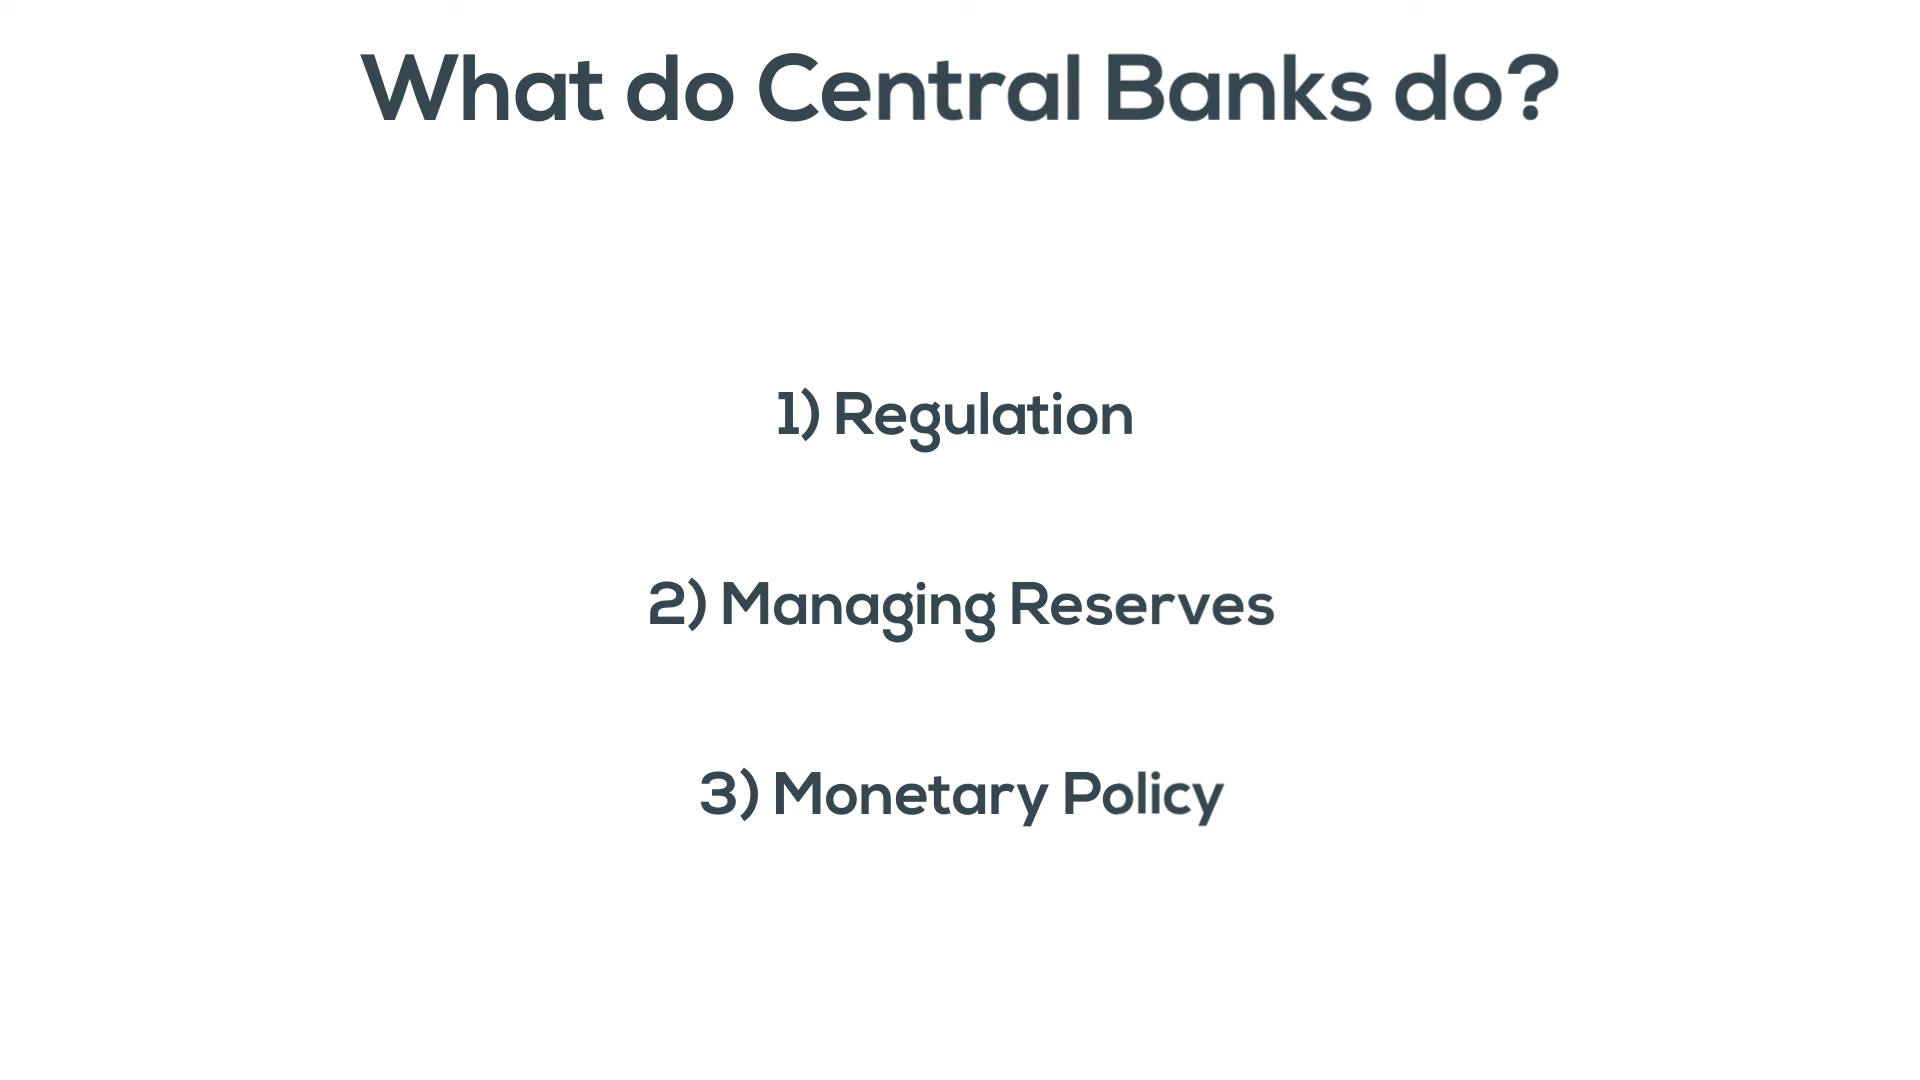 What do Central Banks do?
1) Regulation
2) Managing Reserves
3) Monetary Policy